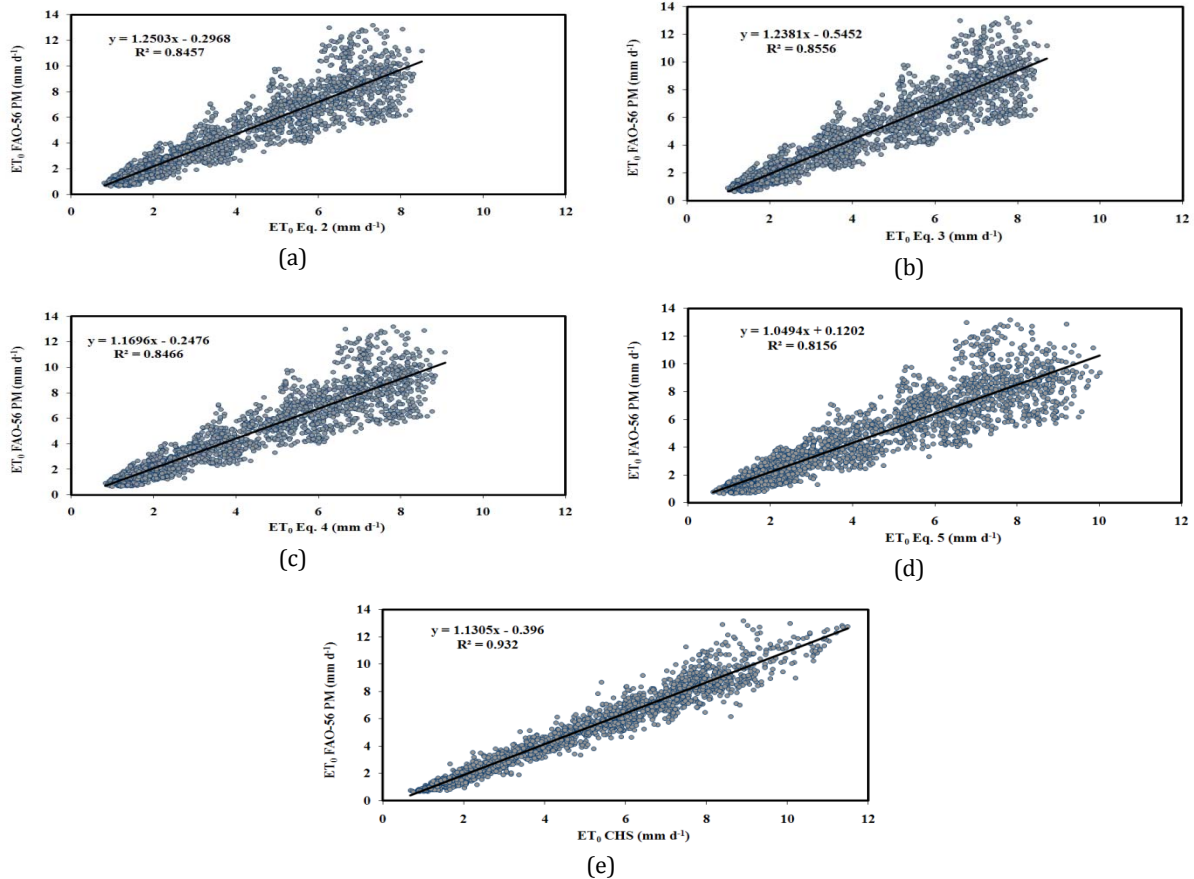 14
12
10
8
6
4
2
0
ET₀ FAO-56 PM (mm d⁻¹)
y = 1.2503x - 0.2968
R² = 0.8457
0 2 4 6 8 10 12
ET₀ Eq. 2 (mm d⁻¹)
(a)
14
12
10
8
6
4
2
0
ET₀ FAO-56 PM (mm d⁻¹)
y = 1.2381x - 0.5452
R² = 0.8556
0 2 4 6 8 10 12
ET₀ Eq. 3 (mm d⁻¹)
(b)
14
12
10
8
6
4
2
0
ET₀ FAO-56 PM (mm d⁻¹)
y = 1.1696x - 0.2476
R² = 0.8466
0 2 4 6 8 10 12
ET₀ Eq. 4 (mm d⁻¹)
(c)
14
12
10
8
6
4
2
0
ET₀ FAO-56 PM (mm d⁻¹)
y = 1.0494x + 0.1202
R² = 0.8156
0 2 4 6 8 10 12
ET₀ Eq. 5 (mm d⁻¹)
(d)
14
12
10
8
6
4
2
0
ET₀ FAO-56 PM (mm d⁻¹)
y = 1.1305x - 0.396
R² = 0.932
0 2 4 6 8 10 12
ET₀ CHS (mm d⁻¹)
(e)